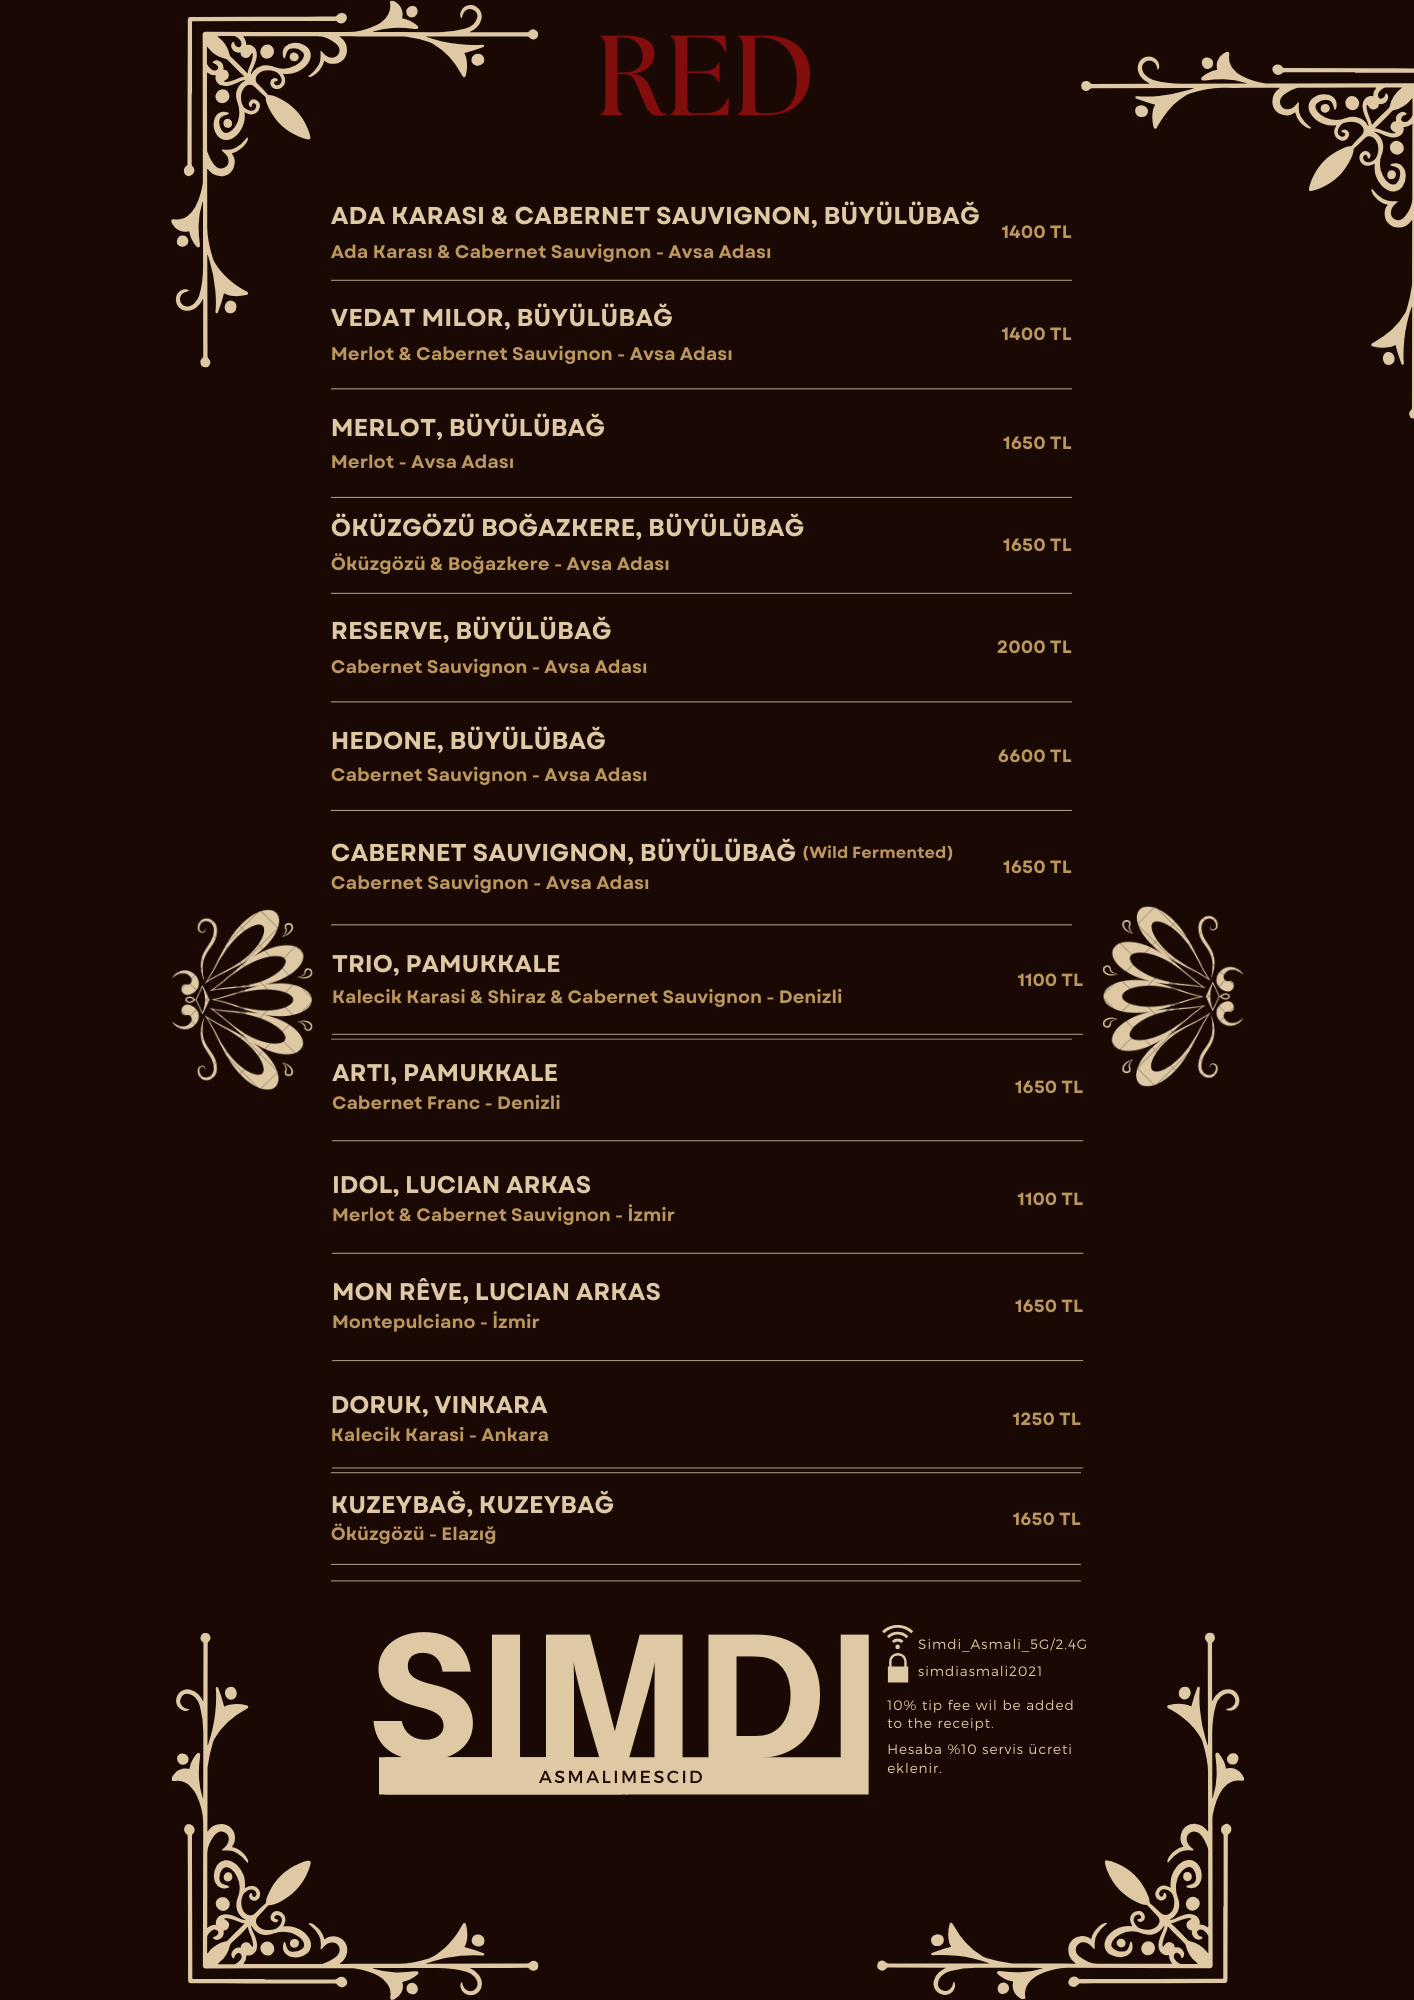 RED
ADA KARASI & CABERNET SAUVIGNON, BÜYÜLÜBAĞ
1400 TL
Ada Karası & Cabernet Sauvignon - Avsa Adası
VEDAT MILOR, BÜYÜLÜBAĞ
1400 TL
Merlot & Cabernet Sauvignon - Avsa Adası
MERLOT, BÜYÜLÜBAĞ
1650 TL
Merlot - Avsa Adası
ÖKÜZGÖZÜ BOĞAZKERE, BÜYÜLÜBAĞ
1650 TL
Öküzgözü & Boğazkere - Avsa Adası
RESERVE, BÜYÜLÜBAĞ
2000 TL
Cabernet Sauvignon - Avsa Adası
HEDONE, BÜYÜLÜBAĞ
6600 TL
Cabernet Sauvignon - Avsa Adası
CABERNET SAUVIGNON, BÜYÜLÜBAĞ (Wild Fermented)
1650 TL
Cabernet Sauvignon - Avsa Adası
TRIO, PAMUKKALE
1100 TL
Kalecik Karasi & Shiraz & Cabernet Sauvignon - Denizli
ARTI, PAMUKKALE
1650 TL
Cabernet Franc - Denizli
IDOL, LUCIAN ARKAS
1100 TL
Merlot & Cabernet Sauvignon - İzmir
MON RÊVE, LUCIAN ARKAS
1650 TL
Montepulciano - İzmir
DORUK, VINKARA
1250 TL
Kalecik Karasi - Ankara
KUZEYBAĞ, KUZEYBAĞ
1650 TL
Öküzgözü - Elazığ
SIMDI
ASMALIMESCID
Simdi_Asmali_5G/2.4G
simdiasmali2021
10% tip fee wil be added
to the receipt.
Hesaba %10 servis ücreti
eklenir.